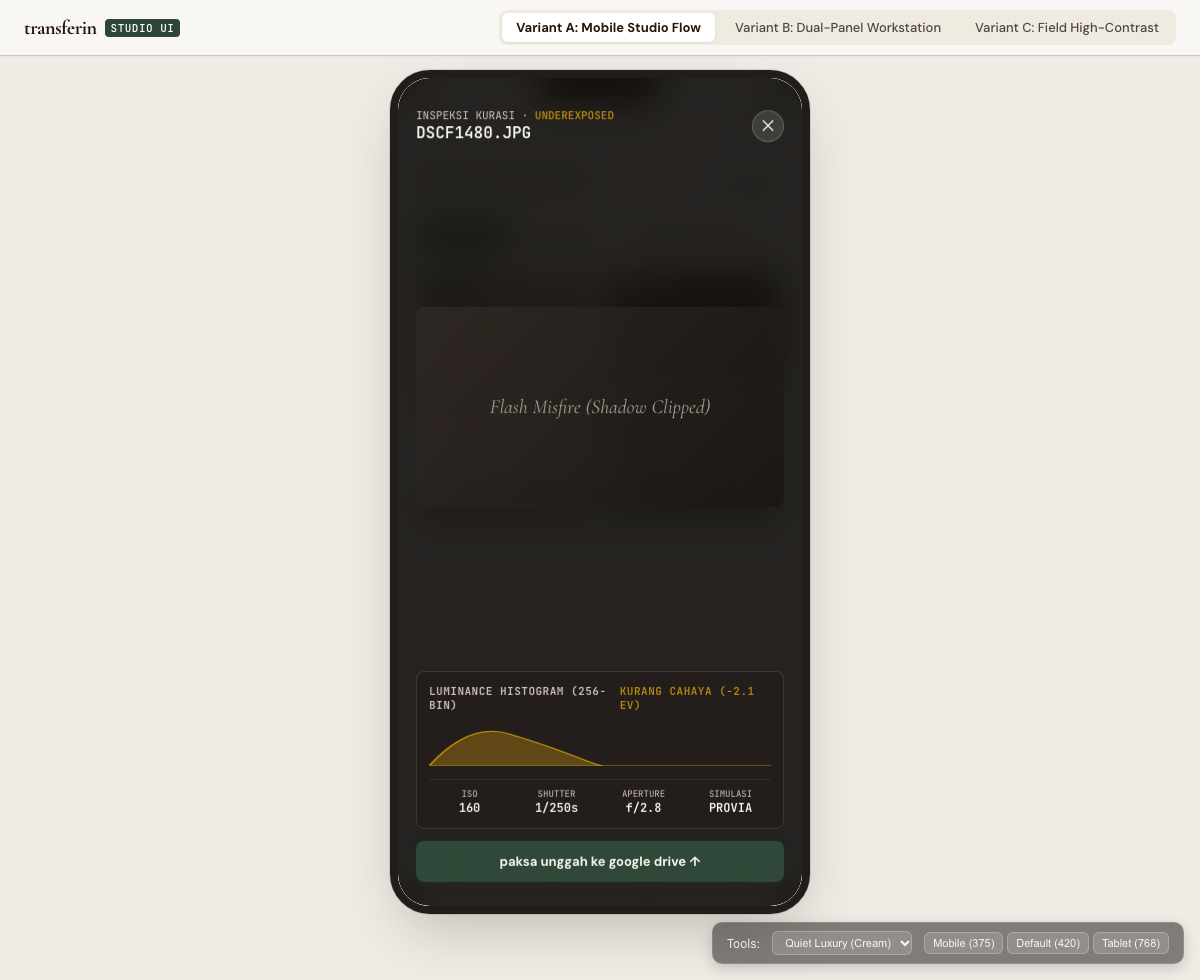 transferin STUDIO UI
Variant A: Mobile Studio Flow Variant B: Dual-Panel Workstation Variant C: Field High-Contrast
INSPEKSI KURASI · UNDEREXPOSED
DSCF1480.JPG
Flash Misfire (Shadow Clipped)
LUMINANCE HISTOGRAM (256-
BIN)
KURANG CAHAYA (-2.1
EV)
ISO SHUTTER APERTURE SIMULASI
160 1/250s f/2.8 PROVIA
paksa unggah ke google drive ↑
Tools: Quiet Luxury (Cream) Mobile (375) Default (420) Tablet (768)